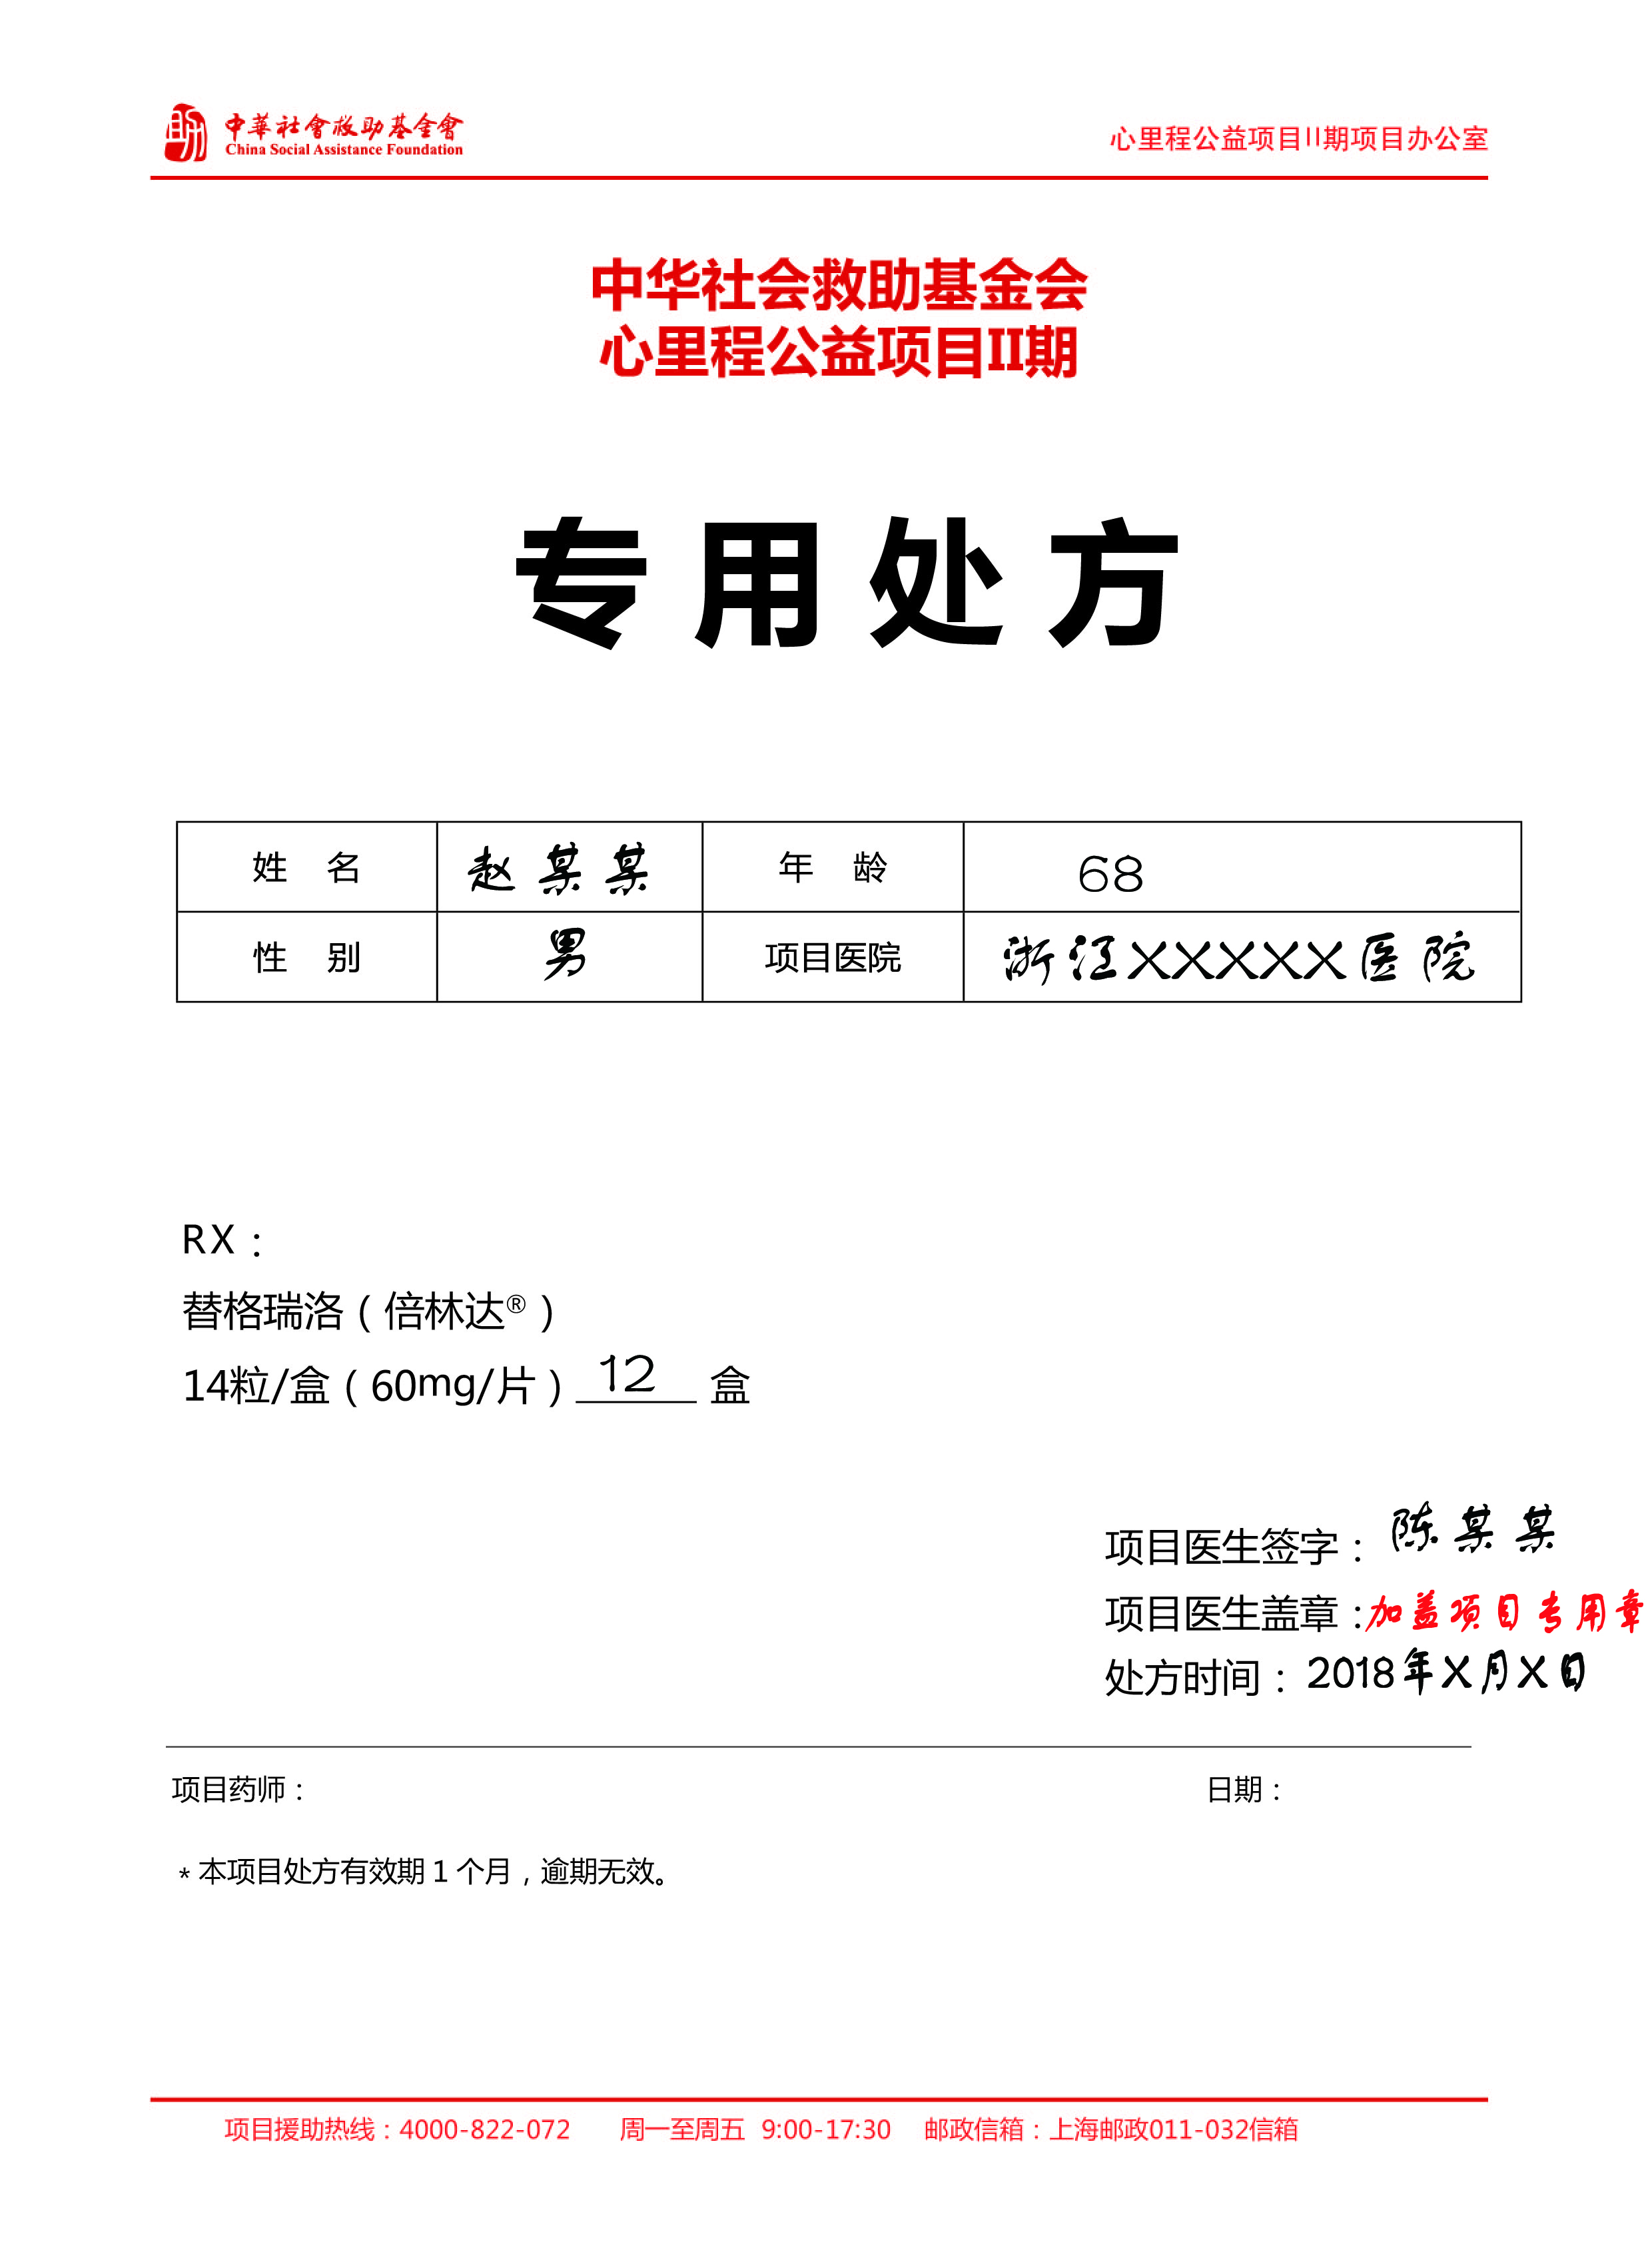 中華社會救助基金會
China Social Assistance Foundation
心里程公益项目II期项目办公室
中华社会救助基金会
心里程公益项目II期
专用处方
姓 名 赵某某 年 龄 68
性 别 男 项目医院 浙江XXXXX医院
RX：
替格瑞洛（倍林达®）
14粒/盒（60mg/片）12 盒
项目医生签字：陈某某
项目医生盖章：加盖项目专用章
处方时间：2018年X月X日
项目药师： 日期：
*本项目处方有效期1个月，逾期无效。
项目援助热线：4000-822-072 周一至周五 9:00-17:30 邮政信箱：上海邮政011-032信箱